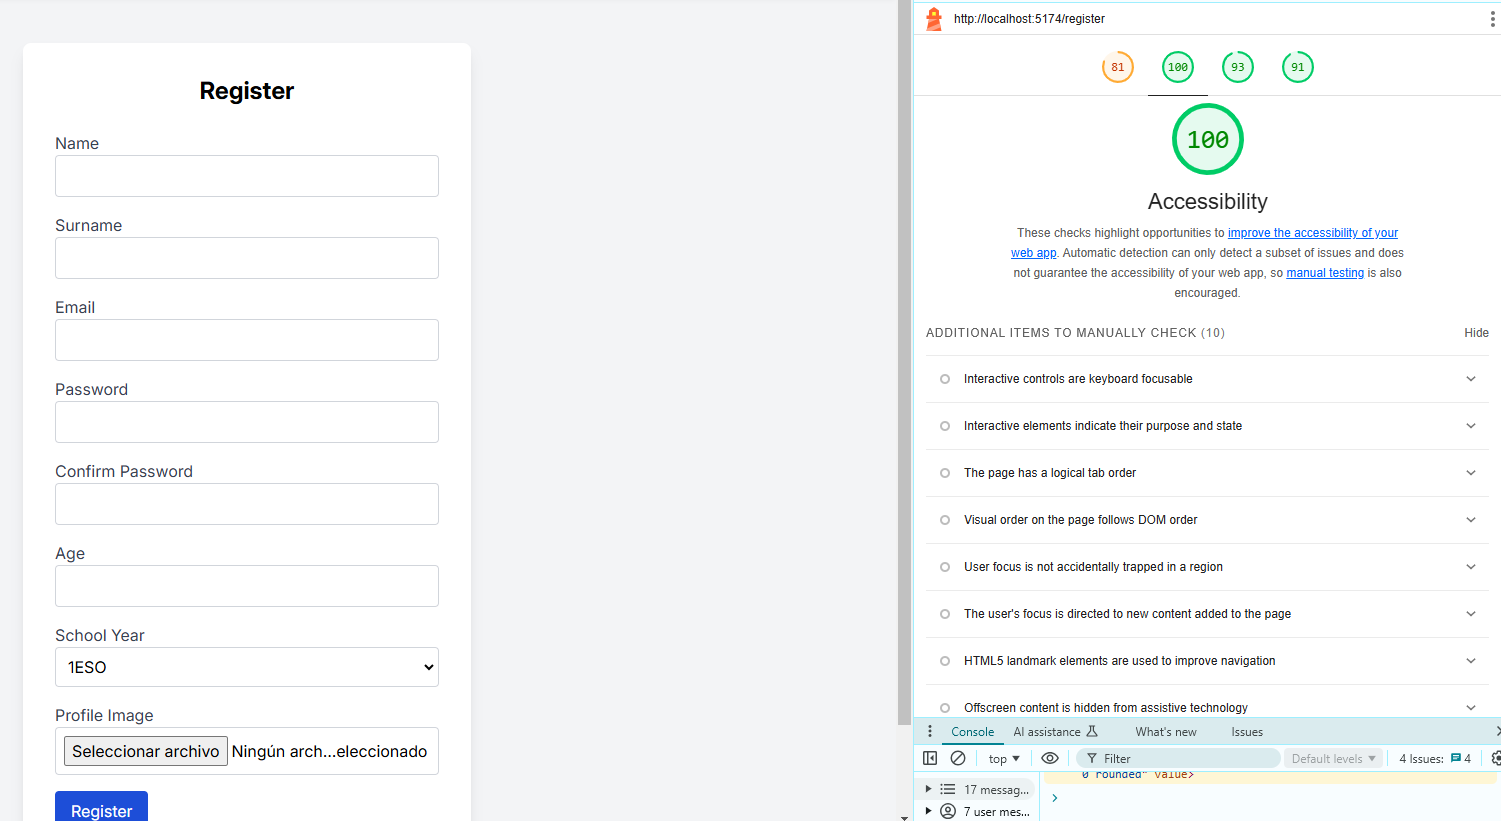 Register
Name
Surname
Email
Password
Confirm Password
Age
School Year
1ESO
Profile Image
Seleccionar archivo Ningún arch...eleccionado
Register
http://localhost:5174/register
81 100 93 91
100
Accessibility
These checks highlight opportunities to improve the accessibility of your
web app. Automatic detection can only detect a subset of issues and does
not guarantee the accessibility of your web app, so manual testing is also
encouraged.
ADDITIONAL ITEMS TO MANUALLY CHECK (10) Hide
Interactive controls are keyboard focusable
Interactive elements indicate their purpose and state
The page has a logical tab order
Visual order on the page follows DOM order
User focus is not accidentally trapped in a region
The user's focus is directed to new content added to the page
HTML5 landmark elements are used to improve navigation
Offscreen content is hidden from assistive technology
Console AI assistance What's new Issues
top Filter Default levels 4 Issues: 4
0 rounded" value>
17 messag...
7 user mes...